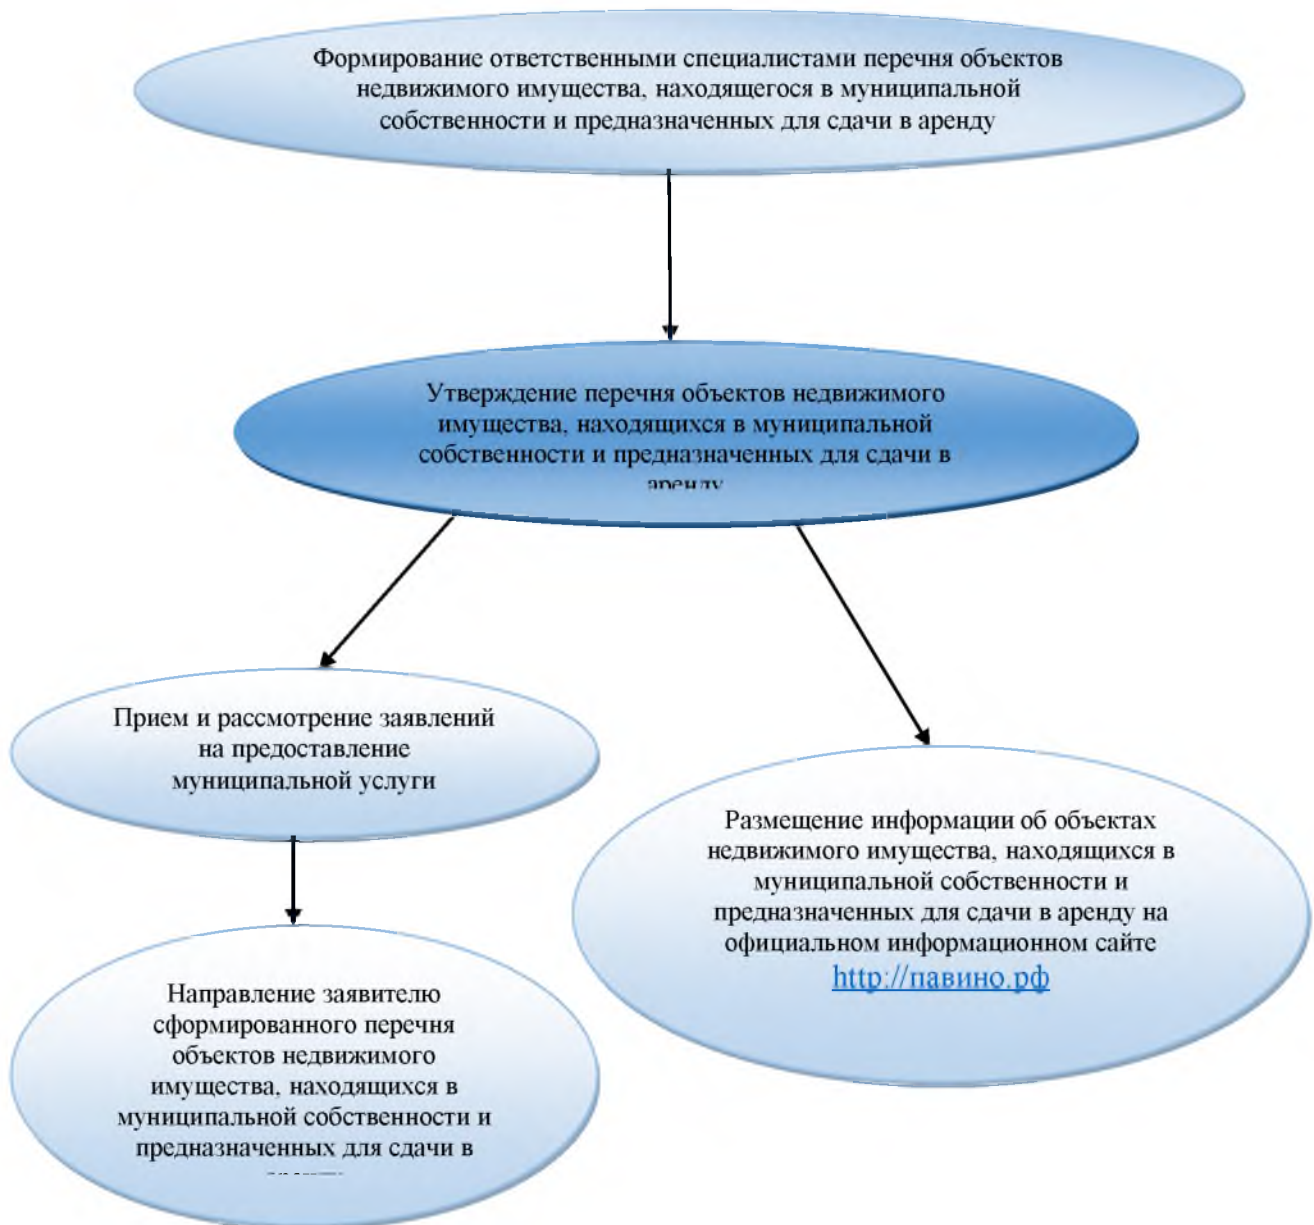 Формирование ответственными специалистами перечня объектов
недвижимого имущества, находящегося в муниципальной
собственности и предназначенных для сдачи в аренду
Утверждение перечня объектов недвижимого
имущества, находящихся в муниципальной
собственности и предназначенных для сдачи в
аренду
Прием и рассмотрение заявлений
на предоставление
муниципальной услуги
Размещение информации об объектах
недвижимого имущества, находящихся в
муниципальной собственности и
предназначенных для сдачи в аренду на
официальном информационном сайте
http://павино.рф
Направление заявителю
сформированного перечня
объектов недвижимого
имущества, находящихся в
муниципальной собственности и
предназначенных для сдачи в